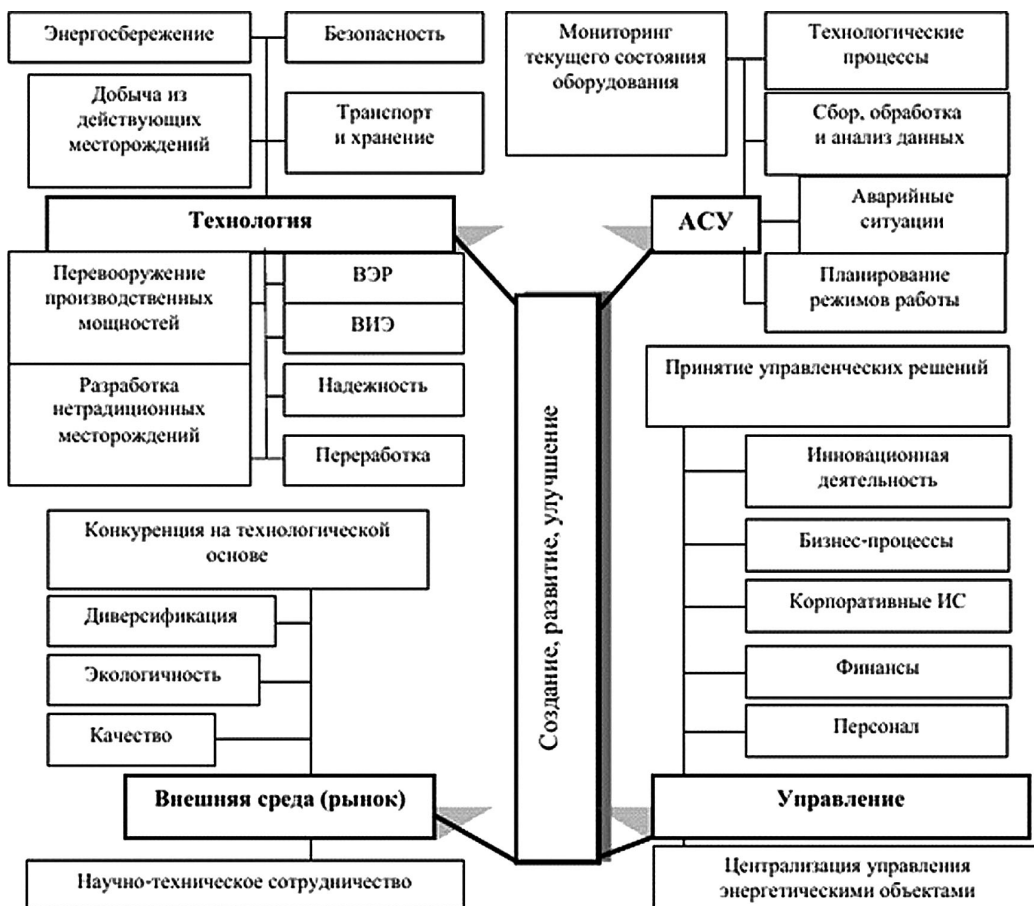 Энергосбережение
Безопасность
Добыча из
действующих
месторождений
Транспорт
и хранение
Технология
Перевооружение
производственных
мощностей
ВЭР
ВИЭ
Разработка
нетрадиционных
месторождений
Надежность
Переработка
Мониторинг
текущего состояния
оборудования
Технологические
процессы
Сбор, обработка
и анализ данных
АСУ
Аварийные
ситуации
Планирование
режимов работы
Создание, развитие, улучшение
Конкуренция на технологической
основе
Диверсификация
Экологичность
Качество
Внешняя среда (рынок)
Научно-техническое сотрудничество
Принятие управленческих решений
Инновационная
деятельность
Бизнес-процессы
Корпоративные ИС
Финансы
Персонал
Управление
Централизация управления
энергетическими объектами